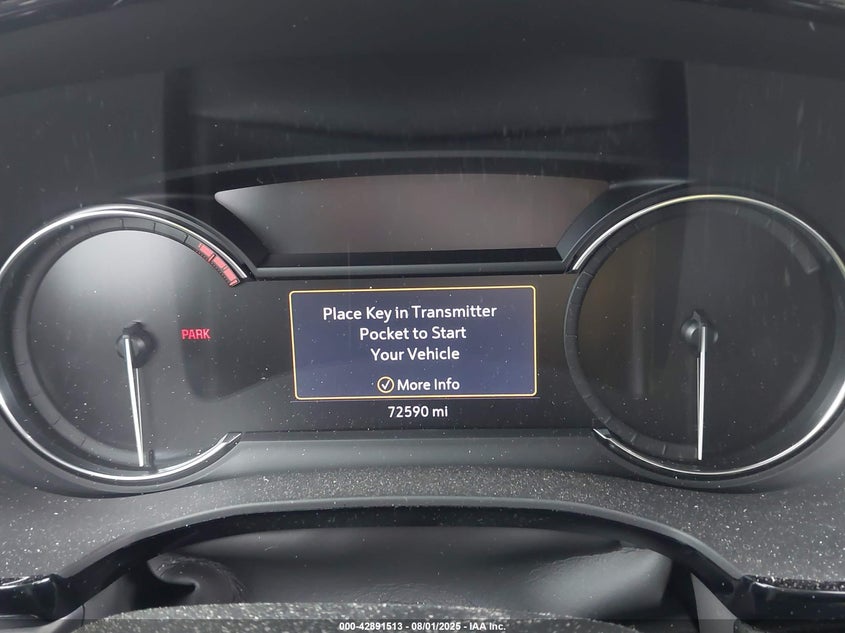 Place Key in Transmitter
Pocket to Start
Your Vehicle
More Info
PARK
72590 mi
000-42891513 - 08/01/2025 - IAA Inc.